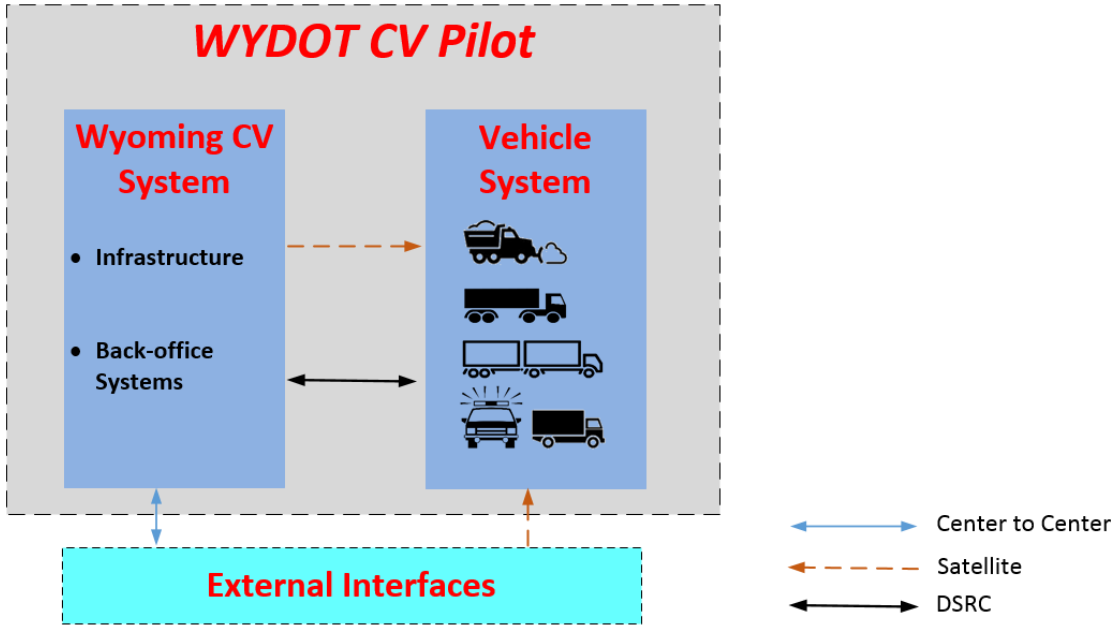 WYDOT CV Pilot
Wyoming CV
System
• Infrastructure
• Back-office
Systems
Vehicle
System
External Interfaces
Center to Center
Satellite
DSRC